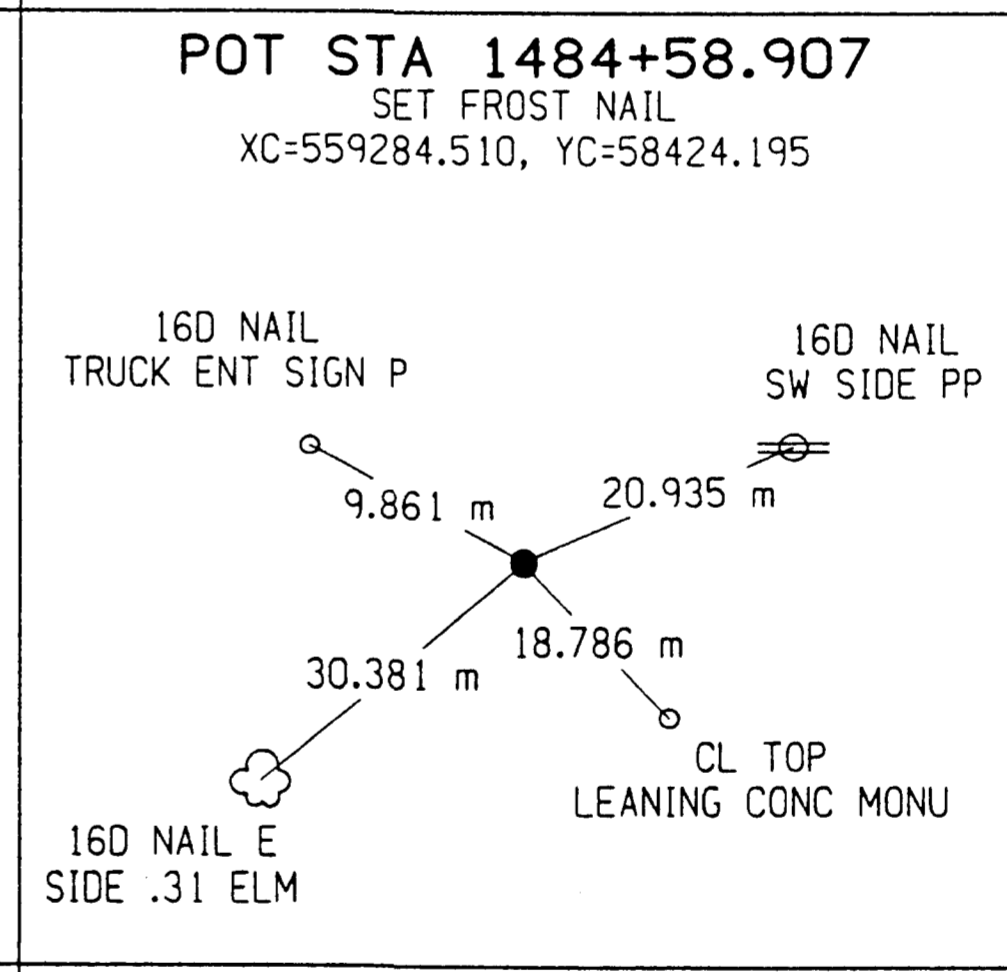 POT STA 1484+58.907
SET FROST NAIL
XC=559284.510, YC=58424.195
16D NAIL
TRUCK ENT SIGN P
16D NAIL
SW SIDE PP
9.861 m
20.935 m
18.786 m
30.381 m
CL TOP
LEANING CONC MONU
16D NAIL E
SIDE .31 ELM